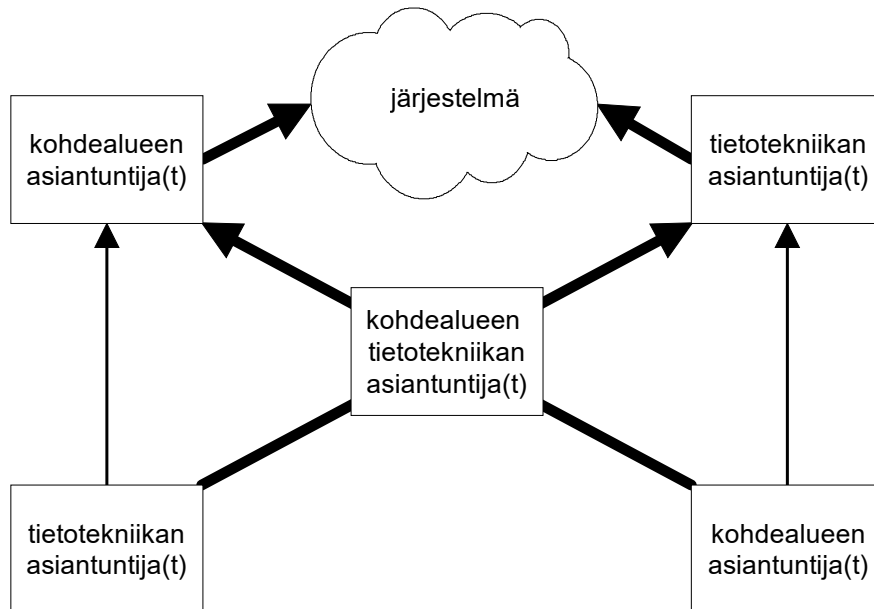 järjestelmä
kohdealueen
asiantuntija(t)
tietotekniikan
asiantuntija(t)
kohdealueen
tietotekniikan
asiantuntija(t)
tietotekniikan
asiantuntija(t)
kohdealueen
asiantuntija(t)